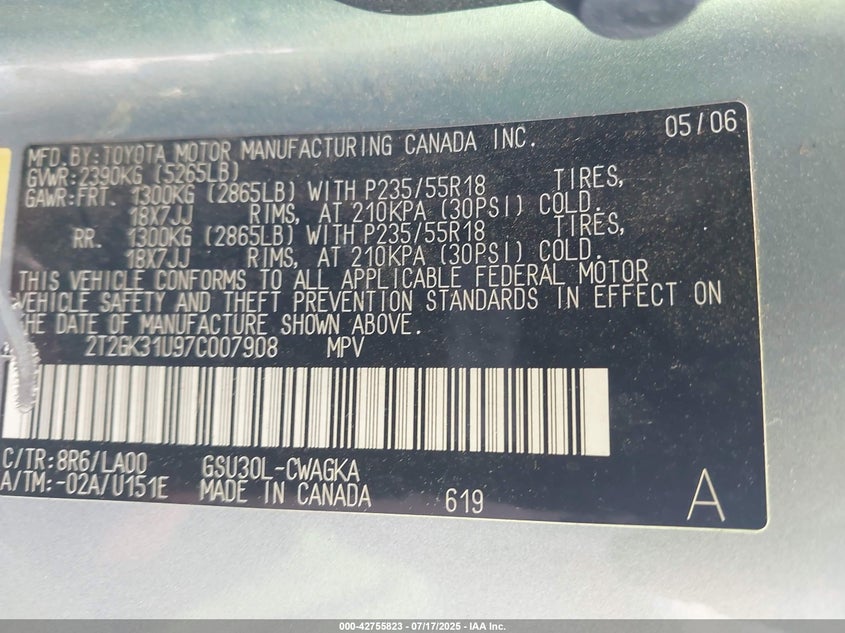 MFD.BY:TOYOTA MOTOR MANUFACTURING CANADA INC. 05/06
GVWR:2390KG (5265LB)
GAWR:FRT. 1300KG (2865LB) WITH P235/55R18 TIRES,
18X7JJ RIMS, AT 210KPA (30PSI) COLD.
RR. 1300KG (2865LB) WITH P235/55R18 TIRES,
18X7JJ RIMS, AT 210KPA (30PSI) COLD.
THIS VEHICLE CONFORMS TO ALL APPLICABLE FEDERAL MOTOR
VEHICLE SAFETY AND THEFT PREVENTION STANDARDS IN EFFECT ON
THE DATE OF MANUFACTURE SHOWN ABOVE.
2T2GK31U97C007908 MPV
C/TR:8R6/LA00 GSU30L-CWAGKA
A/TM:-02A/U151E MADE IN CANADA 619 A
000-42755823 / 07/17/2025 - IAA Inc.